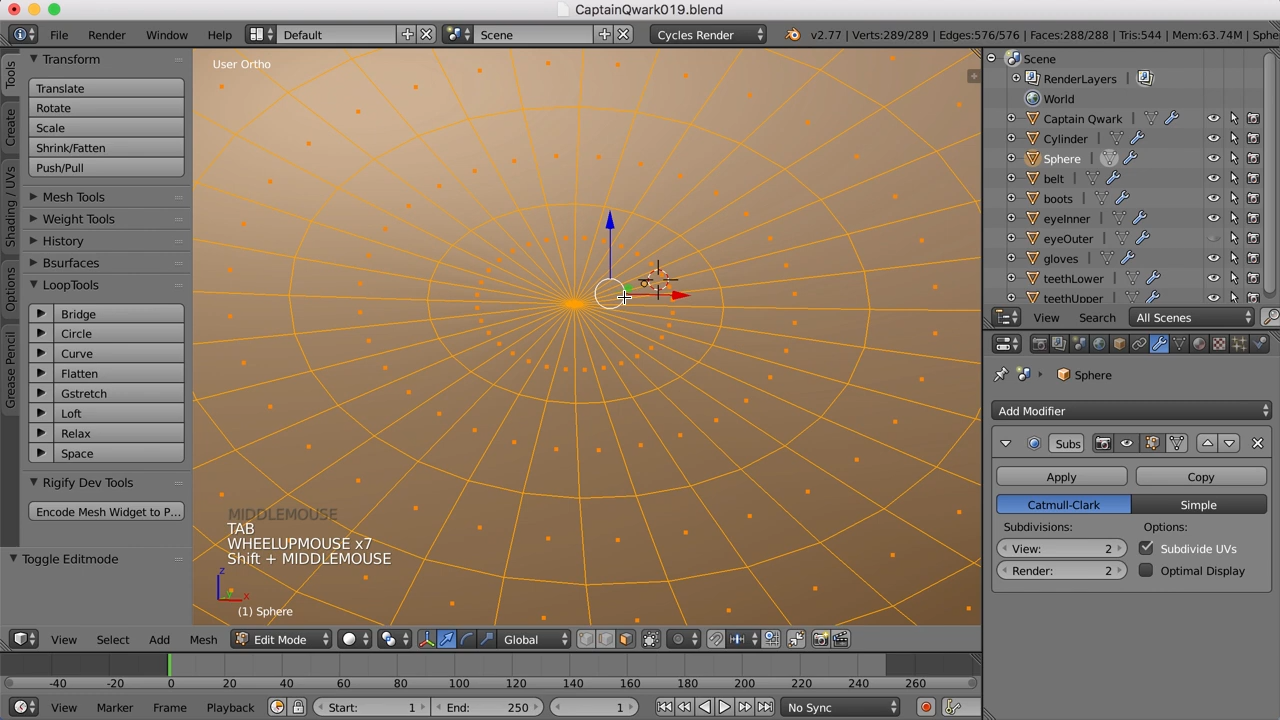 CaptainQwark019.blend
File Render Window Help Default Scene Cycles Render v2.77 | Verts:289/289 | Edges:576/576 | Faces:288/288 | Tris:544 | Mem:63.74M | Sphe
Tools
Create
Shading / UVs
Options
Grease Pencil
Transform
Translate
Rotate
Scale
Shrink/Fatten
Push/Pull
Mesh Tools
Weight Tools
History
Bsurfaces
LoopTools
Bridge
Circle
Curve
Flatten
Gstretch
Loft
Relax
Space
Rigify Dev Tools
Encode Mesh Widget to P...
Toggle Editmode
User Ortho
MIDDLEMOUSE
TAB
WHEELUPMOUSE x7
Shift + MIDDLEMOUSE
z
y x
(1) Sphere
View Select Add Mesh Edit Mode Global
-40 -20 0 20 40 60 80 100 120 140 160 180 200 220 240 260
View Marker Frame Playback Start: 1 End: 250 1 No Sync
Scene
RenderLayers |
World
Captain Qwark |
Cylinder |
Sphere |
belt |
boots |
eyeInner |
eyeOuter |
gloves |
teethLower |
teethUpper
View Search All Scenes
Sphere
Add Modifier
Subs
Apply Copy
Catmull-Clark Simple
Subdivisions: Options:
View: 2 Subdivide UVs
Render: 2 Optimal Display